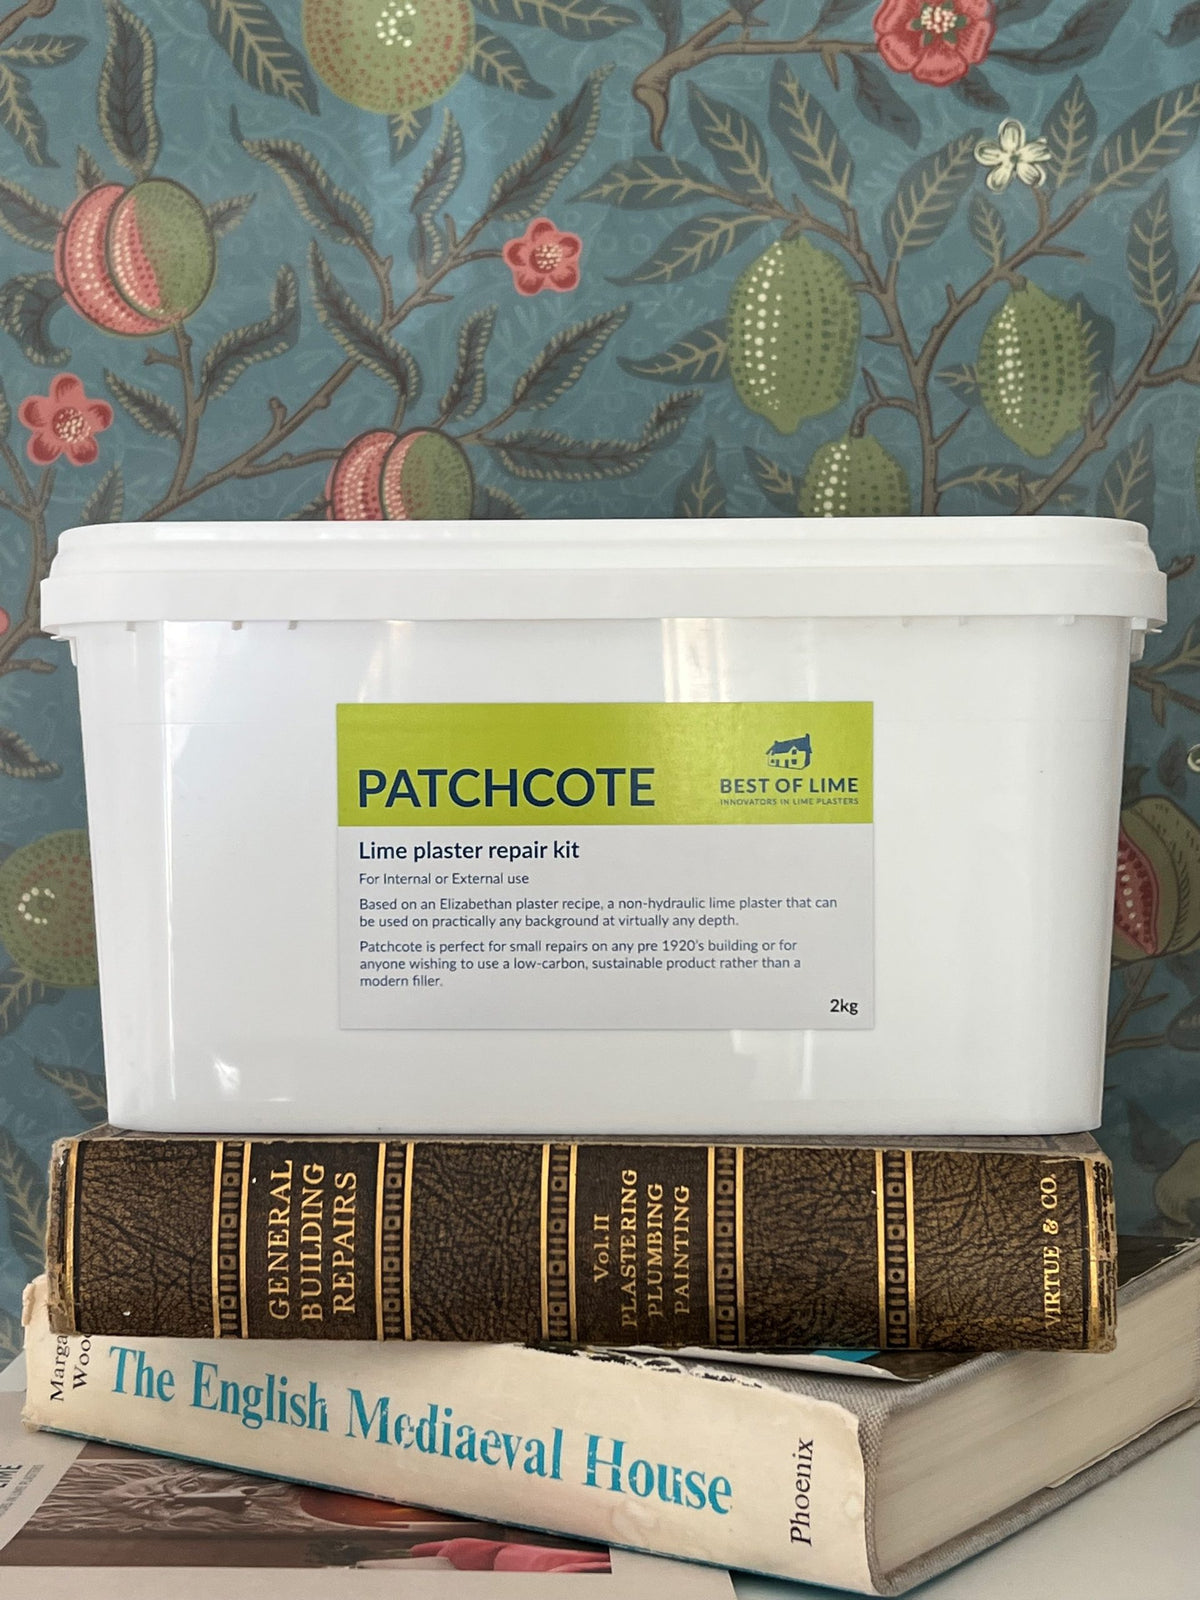 PATCHCOTE
BEST OF LIME
INNOVATORS IN LIME PLASTERS
Lime plaster repair kit
For Internal or External use
Based on an Elizabethan plaster recipe, a non-hydraulic lime plaster that can
be used on practically any background at virtually any depth.
Patchcote is perfect for small repairs on any pre 1920's building or for
anyone wishing to use a low-carbon, sustainable product rather than a
modern filler.
2kg
GENERAL
BUILDING
REPAIRS
Vol. II
PLASTERING
PLUMBING
PAINTING
VIRTUE & CO.
The English Mediaeval House
Phoenix